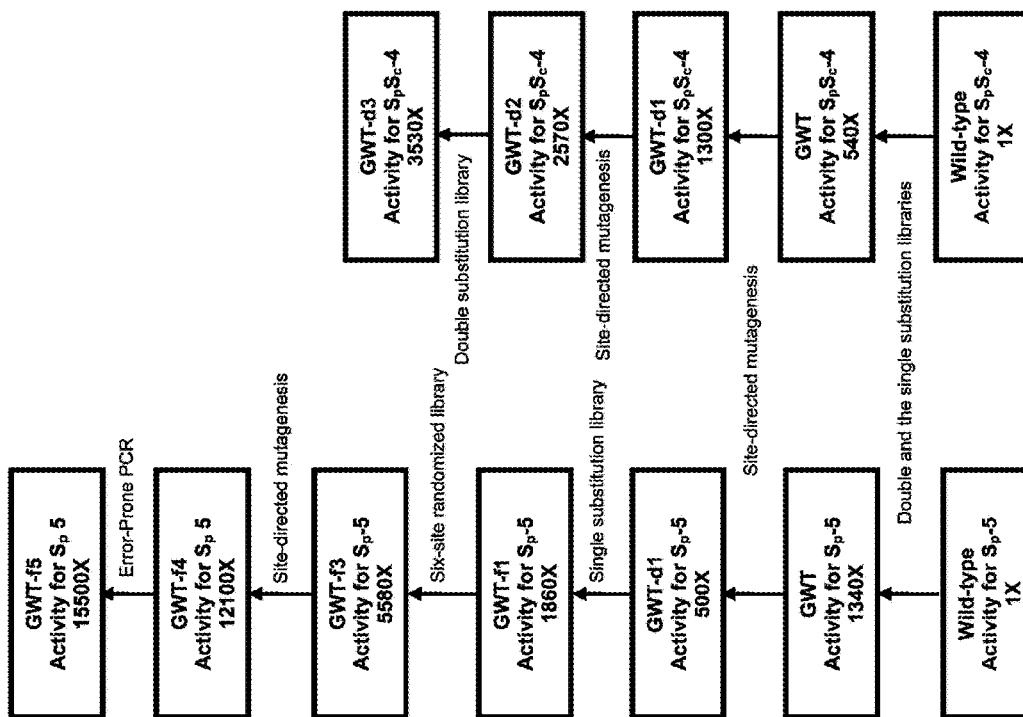 GWT-f5
Activity for Sp 5
15500X
Error-Prone PCR
GWT-f4
Activity for Sp 5
12100X
Site-directed mutagenesis
GWT-f3
Activity for Sp-5
5580X
Six-site randomized library
GWT-f1
Activity for Sp-5
1860X
Single substitution library
GWT-d1
Activity for Sp-5
500X
Site-directed mutagenesis
GWT
Activity for Sp-5
1340X
Double and the single substitution libraries
Wild-type
Activity for Sp-5
1X
GWT-d3
Activity for SpSc-4
3530X
Double substitution library
GWT-d2
Activity for SpSc-4
2570X
Site-directed mutagenesis
GWT-d1
Activity for SpSc-4
1300X
GWT
Activity for SpSc-4
540X
Wild-type
Activity for SpSc-4
1X